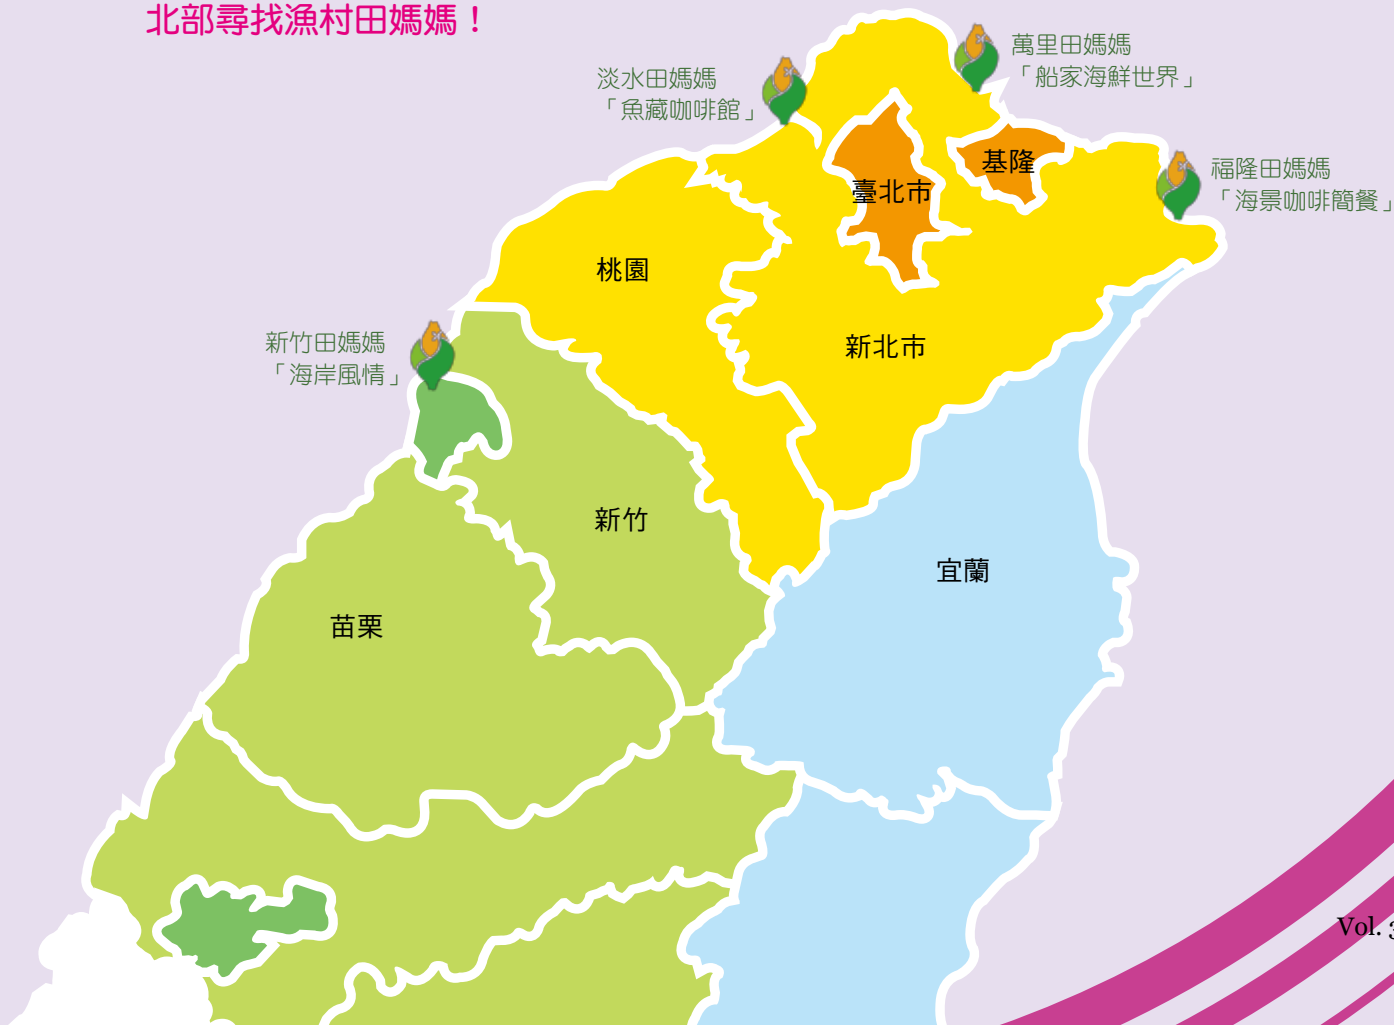 北部尋找漁村田媽媽！
萬里田媽媽
「船家海鮮世界」
淡水田媽媽
「魚藏咖啡館」
基隆
臺北市
福隆田媽媽
「海景咖啡簡餐」
桃園
新北市
新竹田媽媽
「海岸風情」
新竹
宜蘭
苗栗
Vol. 3